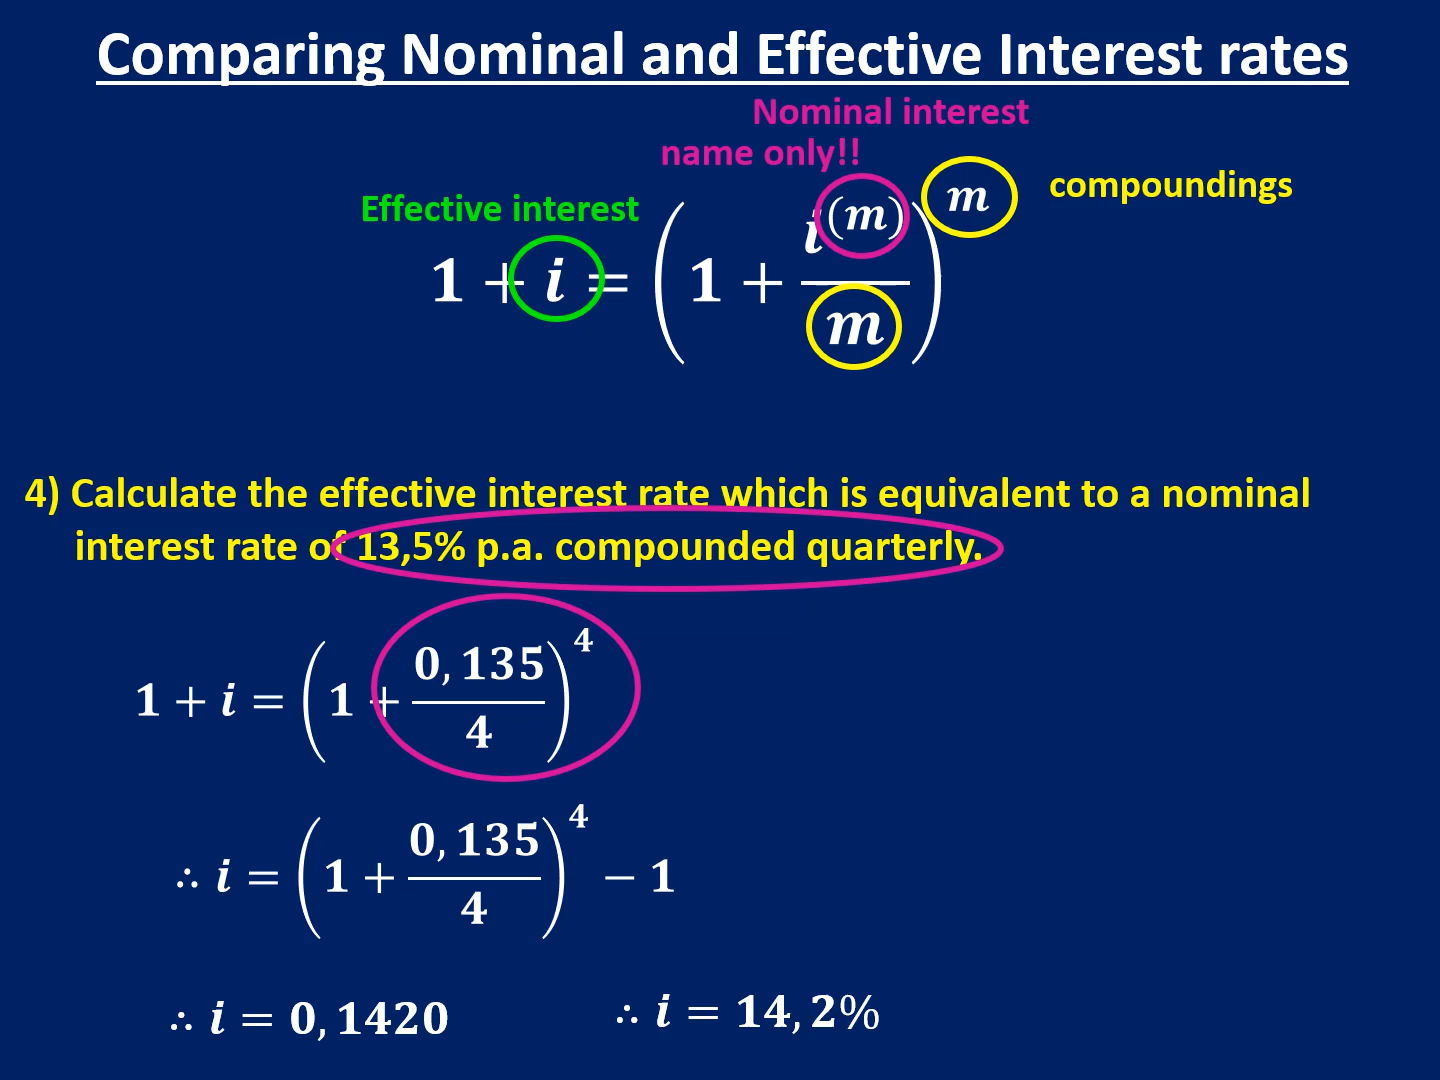 Comparing Nominal and Effective Interest rates
Nominal interest
name only!!
compoundings
Effective interest
1 + i = (1 + i^(m)/m)^m
4) Calculate the effective interest rate which is equivalent to a nominal
interest rate of 13,5% p.a. compounded quarterly.
1 + i = (1 + 0,135/4)^4
∴ i = (1 + 0,135/4)^4 − 1
∴ i = 0,1420
∴ i = 14,2%